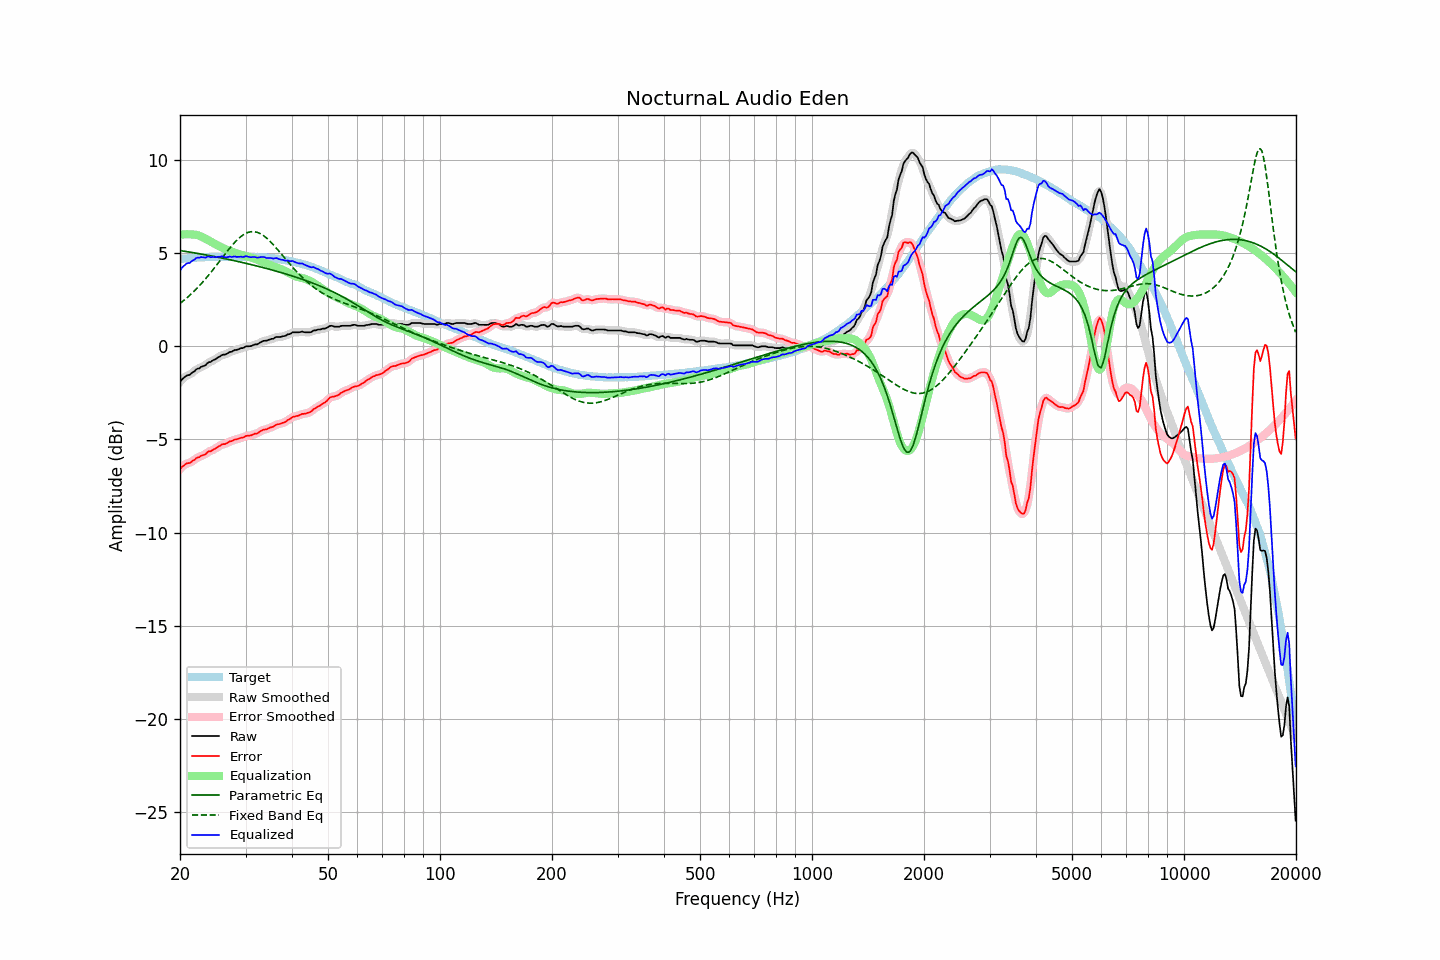 NocturnaL Audio Eden
Amplitude (dBr)
10
5
0
−5
−10
−15
−20
−25
Target
Raw Smoothed
Error Smoothed
Raw
Error
Equalization
Parametric Eq
Fixed Band Eq
Equalized
20
50
100
200
500
1000
2000
5000
10000
20000
Frequency (Hz)